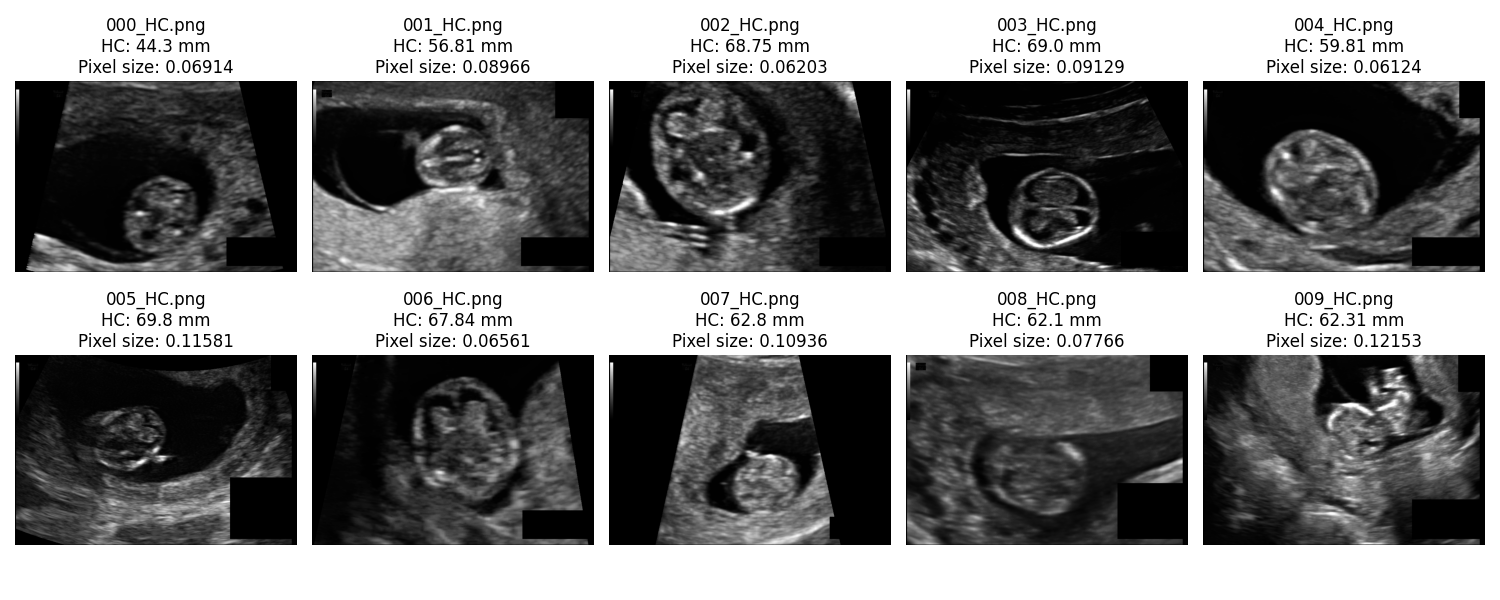 000_HC.png
HC: 44.3 mm
Pixel size: 0.06914
001_HC.png
HC: 56.81 mm
Pixel size: 0.08966
002_HC.png
HC: 68.75 mm
Pixel size: 0.06203
003_HC.png
HC: 69.0 mm
Pixel size: 0.09129
004_HC.png
HC: 59.81 mm
Pixel size: 0.06124
005_HC.png
HC: 69.8 mm
Pixel size: 0.11581
006_HC.png
HC: 67.84 mm
Pixel size: 0.06561
007_HC.png
HC: 62.8 mm
Pixel size: 0.10936
008_HC.png
HC: 62.1 mm
Pixel size: 0.07766
009_HC.png
HC: 62.31 mm
Pixel size: 0.12153